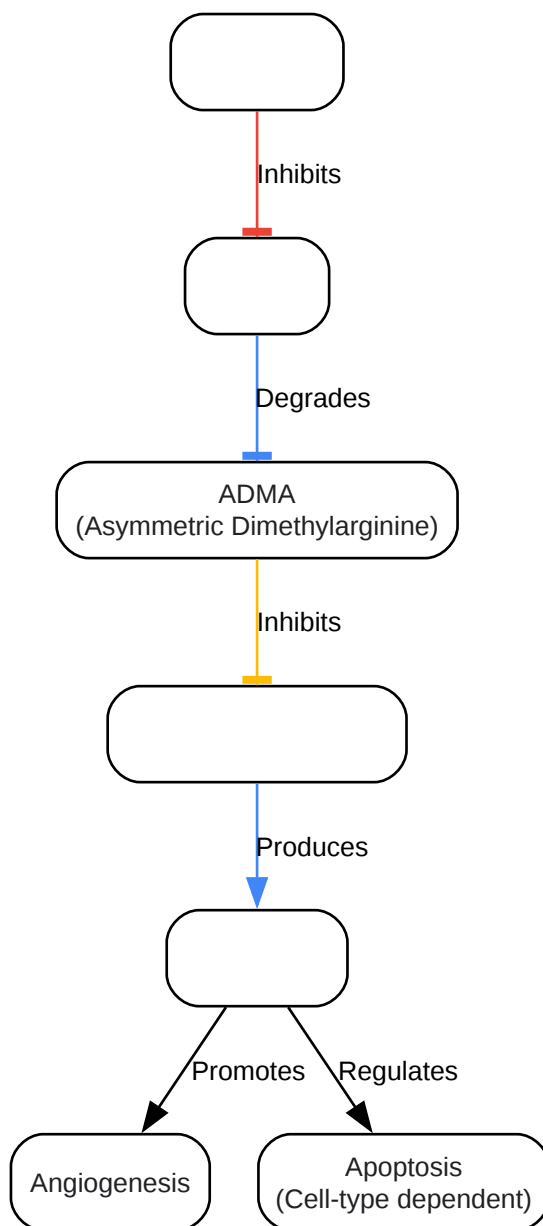 Inhibits
Degrades
ADMA
(Asymmetric Dimethylarginine)
Inhibits
Produces
Promotes
Regulates
Angiogenesis
Apoptosis
(Cell-type dependent)